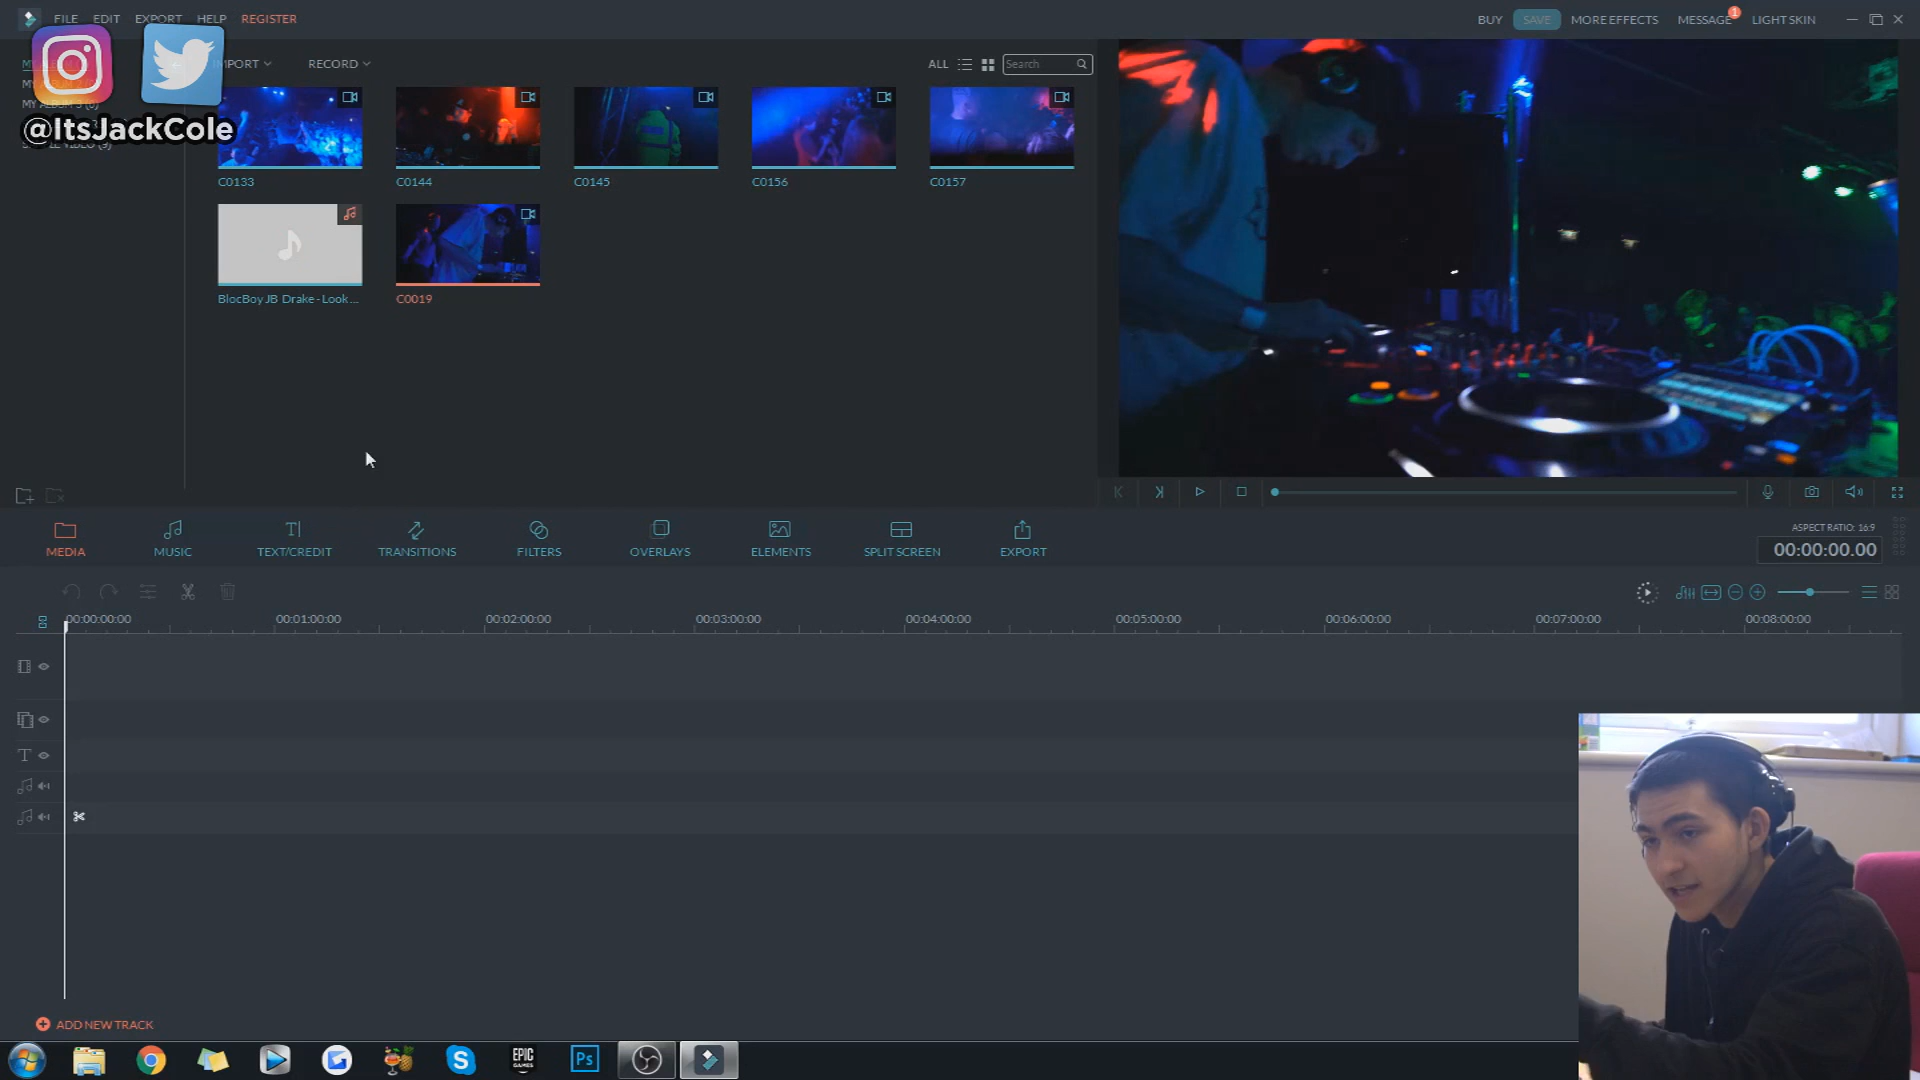 FILE EDIT EXPORT HELP REGISTER
BUY SAVE MORE EFFECTS MESSAGE 1 LIGHT SKIN
IMPORT RECORD
ALL Search
@ItsJackCole
C0133 C0144 C0145 C0156 C0157
BlocBoy JB Drake - Look ... C0019
MEDIA MUSIC TEXT/CREDIT TRANSITIONS FILTERS OVERLAYS ELEMENTS SPLIT SCREEN EXPORT
ASPECT RATIO: 16:9
00:00:00.00
00:00:00:00 00:01:00:00 00:02:00:00 00:03:00:00 00:04:00:00 00:05:00:00 00:06:00:00 00:07:00:00 00:08:00:00
ADD NEW TRACK
EPIC GAMES Ps